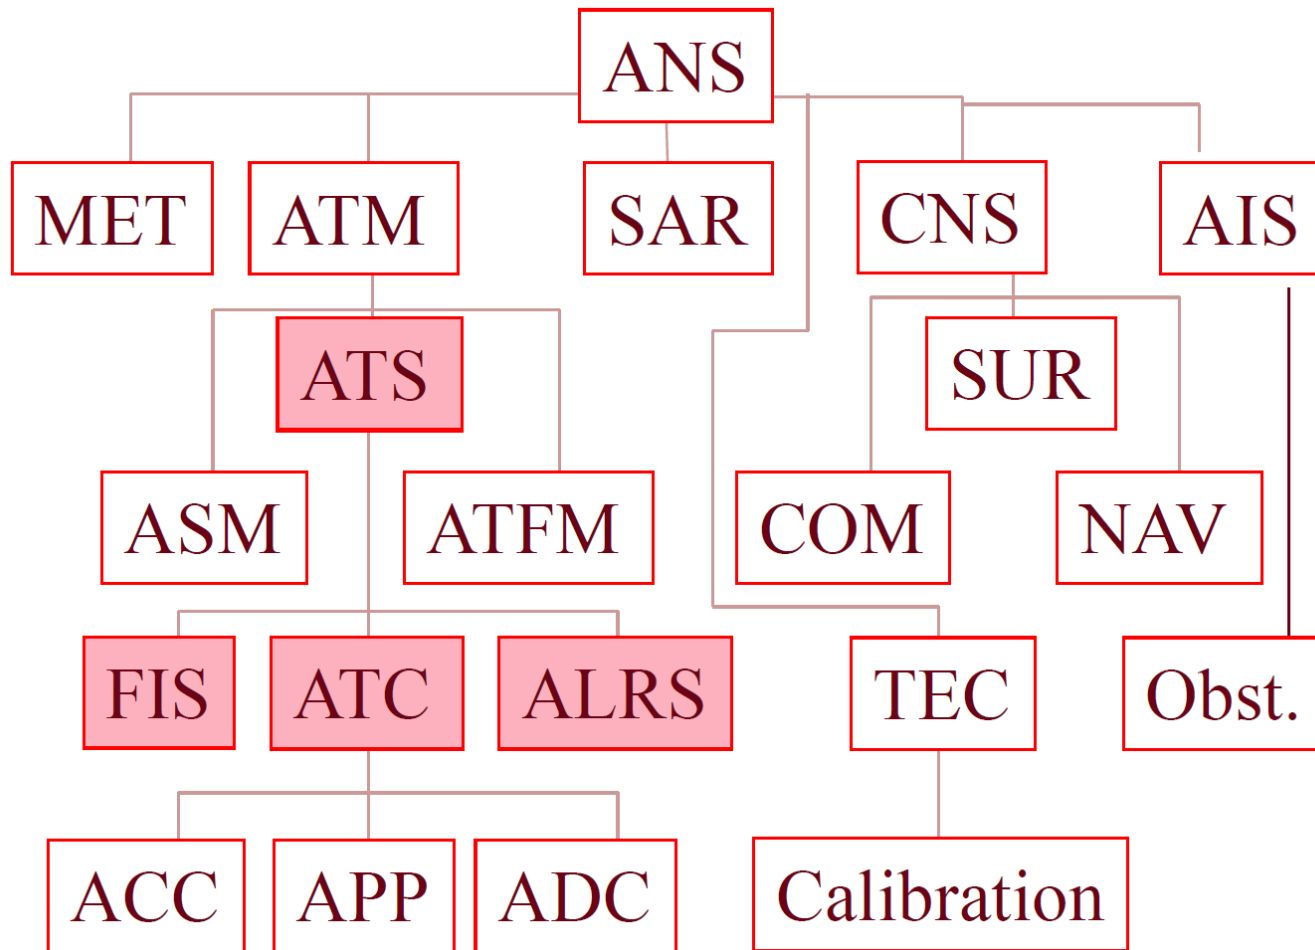 ANS
MET
ATM
SAR
CNS
AIS
ATS
SUR
ASM
ATFM
COM
NAV
FIS
ATC
ALRS
TEC
Obst.
ACC
APP
ADC
Calibration